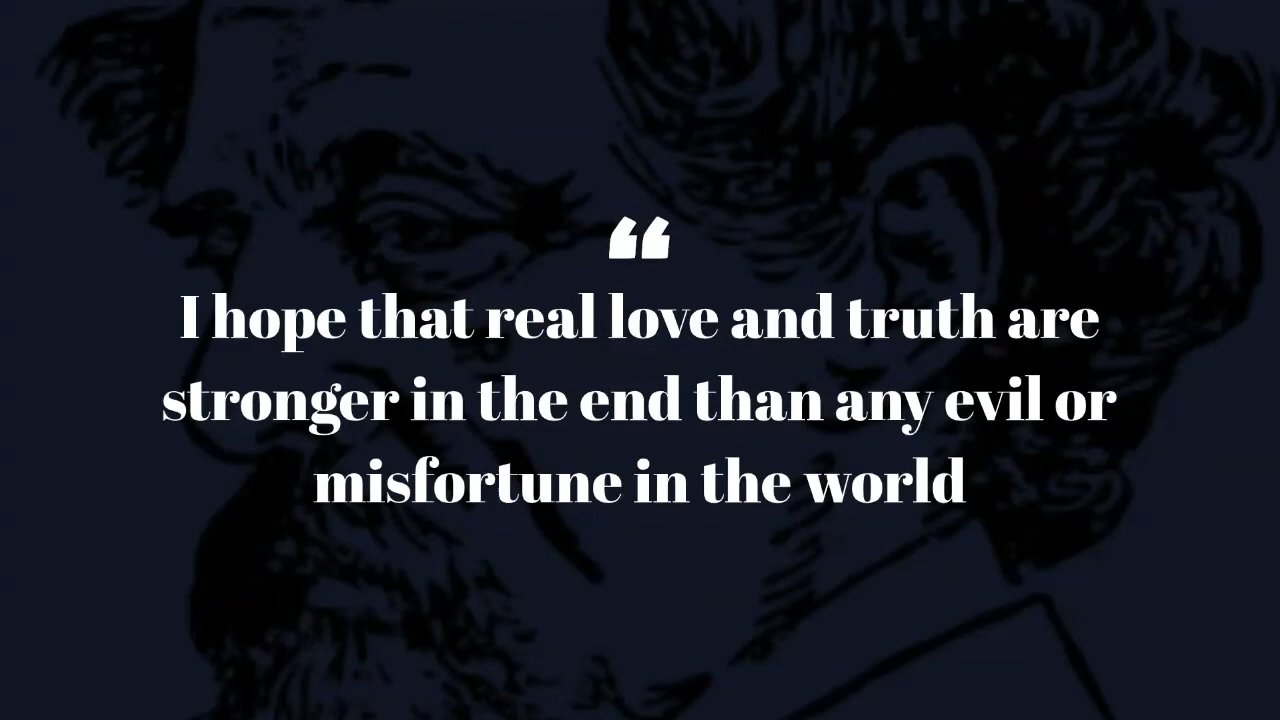 “
I hope that real love and truth are
stronger in the end than any evil or
misfortune in the world